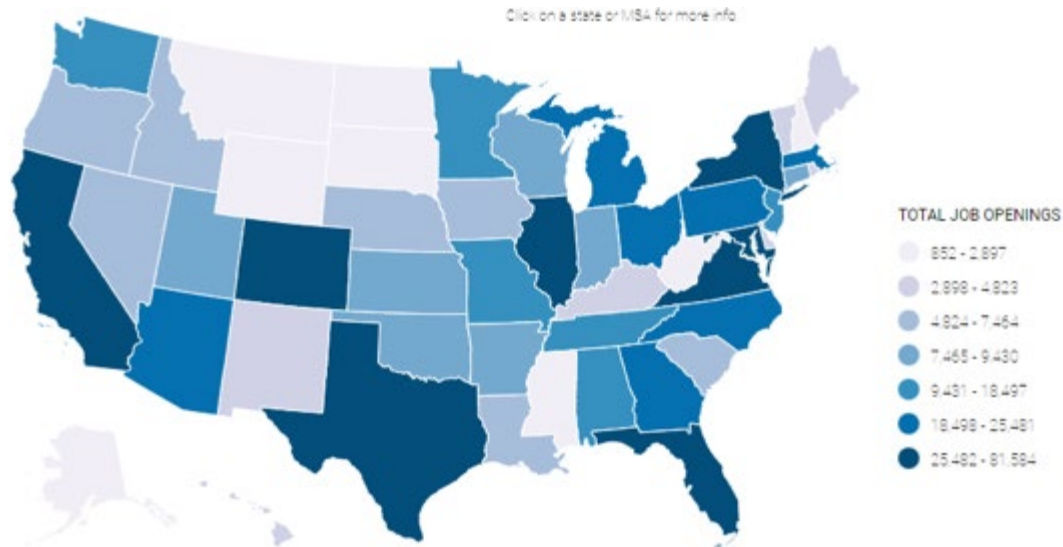 Click on a state or MSA for more info.
TOTAL JOB OPENINGS
852 - 2,897
2,898 - 4,823
4,824 - 7,464
7,465 - 9,430
9,431 - 18,497
18,498 - 25,481
25,482 - 81,584